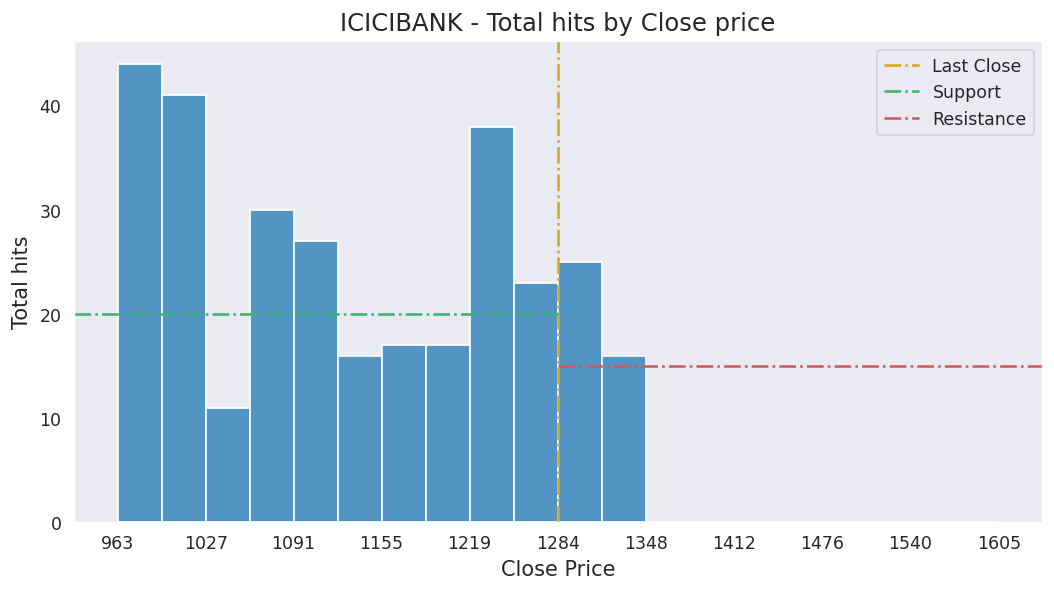 ICICIBANK - Total hits by Close price
Last Close
Support
Resistance
Total hits
40
30
20
10
0
963 1027 1091 1155 1219 1284 1348 1412 1476 1540 1605
Close Price